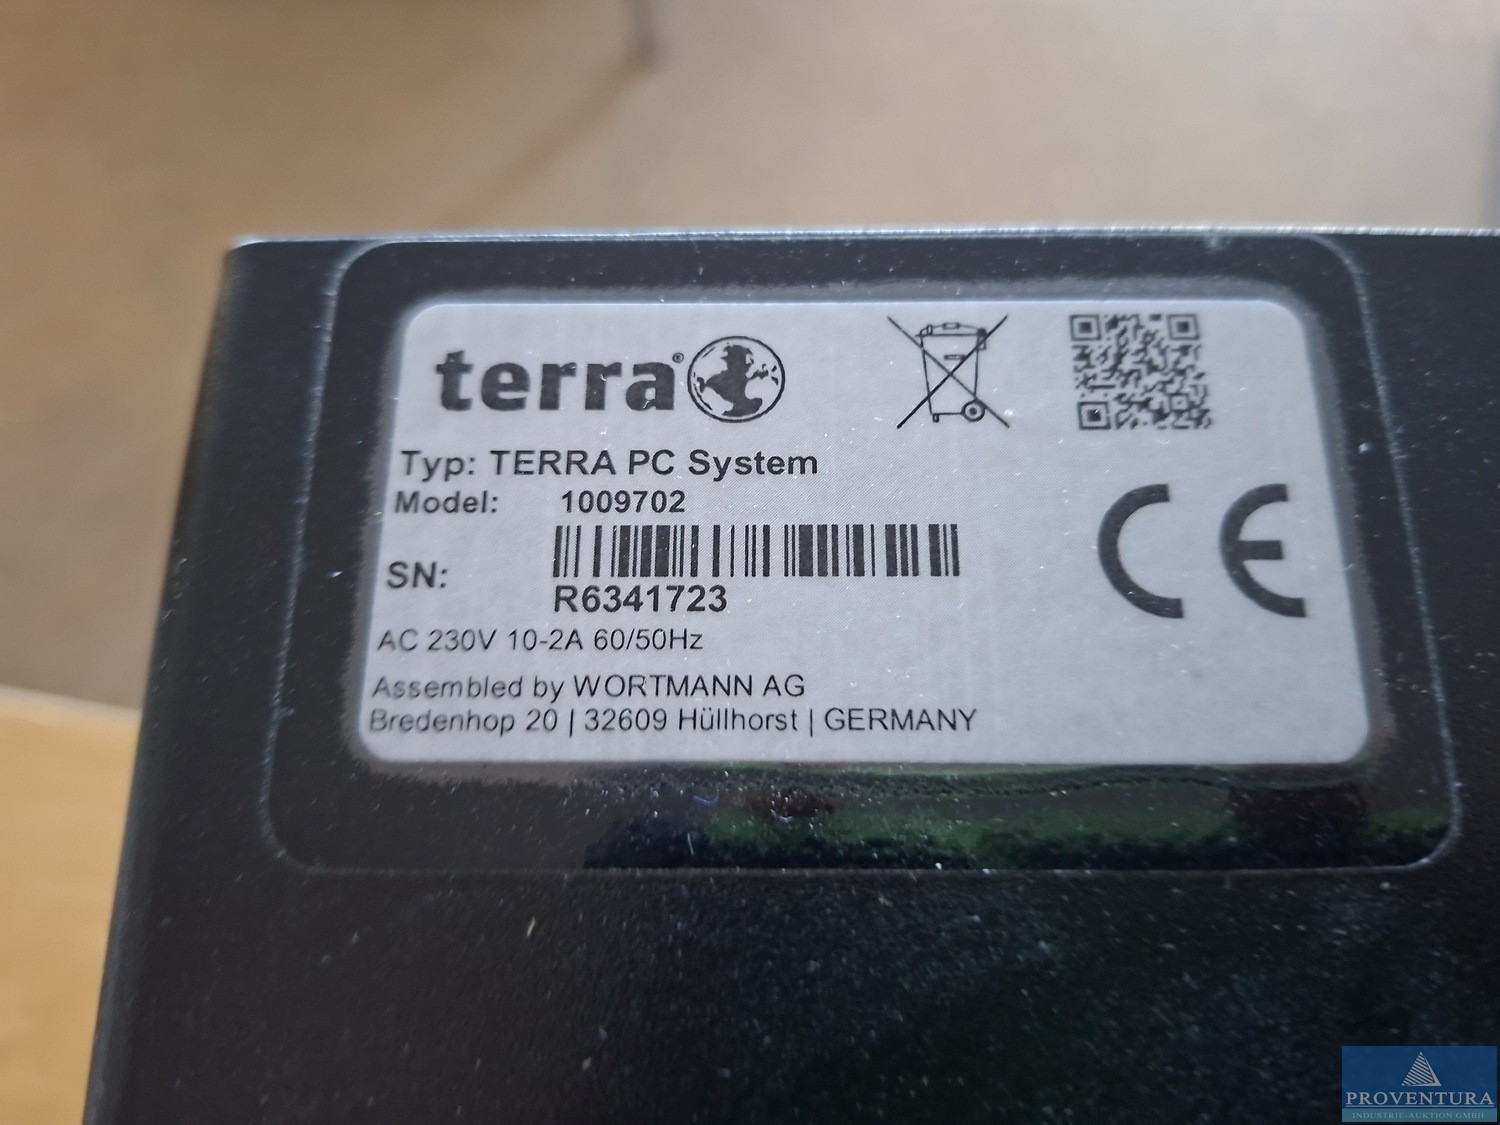 terra®
Typ: TERRA PC System
Model: 1009702
SN:
R6341723
AC 230V 10-2A 60/50Hz
Assembled by WORTMANN AG
Bredenhop 20 | 32609 Hüllhorst | GERMANY
CE
PROVENTURA
INDUSTRIE-AUKTION GMBH